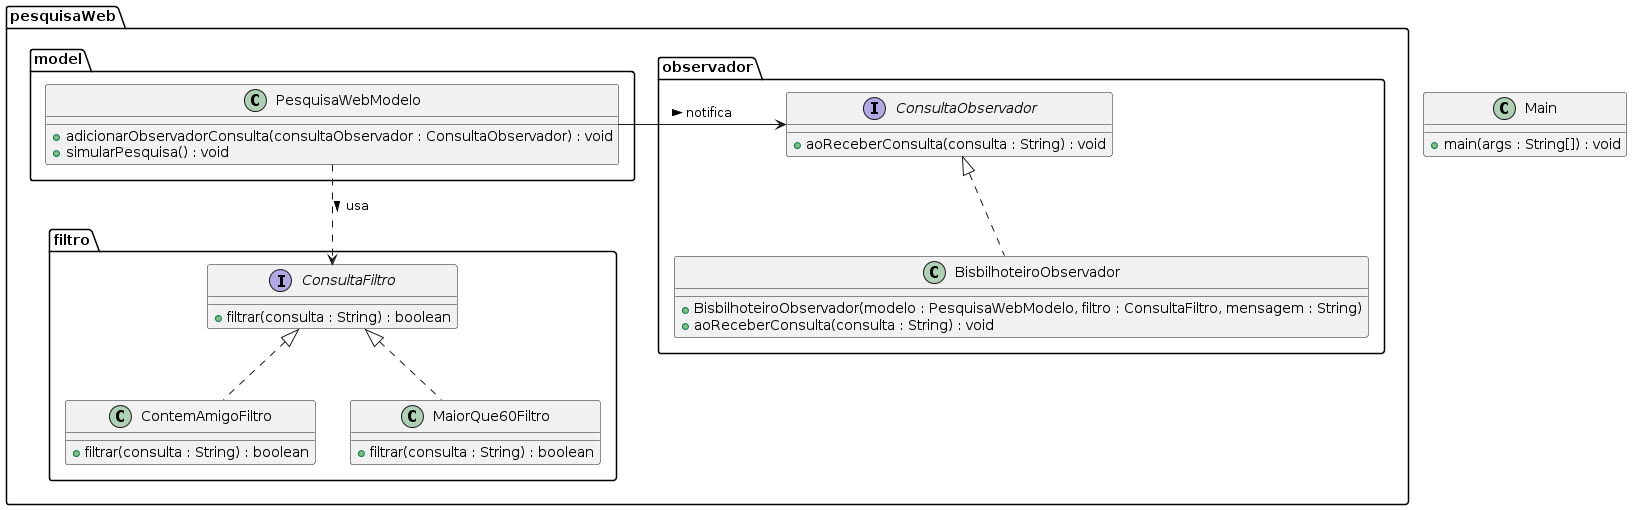 pesquisaWeb
model
PesquisaWebModelo
adicionarObservadorConsulta(consultaObservador : ConsultaObservador) : void
simularPesquisa() : void
notifica
observador
ConsultaObservador
aoReceberConsulta(consulta : String) : void
Main
main(args : String[]) : void
usa
filtro
ConsultaFiltro
filtrar(consulta : String) : boolean
BisbilhoteiroObservador
BisbilhoteiroObservador(modelo : PesquisaWebModelo, filtro : ConsultaFiltro, mensagem : String)
aoReceberConsulta(consulta : String) : void
ContemAmigoFiltro
filtrar(consulta : String) : boolean
MaiorQue60Filtro
filtrar(consulta : String) : boolean